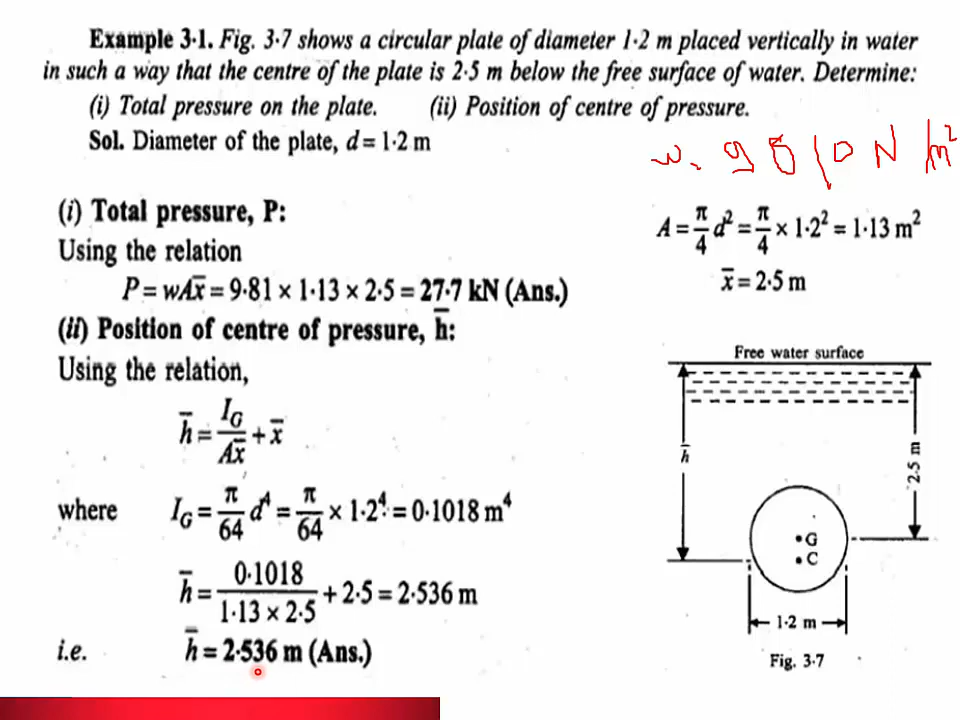 Example 3·1. Fig. 3·7 shows a circular plate of diameter 1·2 m placed vertically in water
in such a way that the centre of the plate is 2·5 m below the free surface of water. Determine:
(i) Total pressure on the plate. (ii) Position of centre of pressure.
Sol. Diameter of the plate, d = 1·2 m
w. 9810 N/m²
A = π/4 d² = π/4 × 1·2² = 1·13 m²
x̄ = 2·5 m
(i) Total pressure, P:
Using the relation
P = wAx̄ = 9·81 × 1·13 × 2·5 = 27·7 kN (Ans.)
(ii) Position of centre of pressure, h̄:
Using the relation,
h̄ = I_G/Ax̄ + x̄
where I_G = π/64 d⁴ = π/64 × 1·2⁴ = 0·1018 m⁴
h̄ = 0·1018/1·13 × 2·5 + 2·5 = 2·536 m
i.e. h̄ = 2·536 m (Ans.)
Free water surface
h̄
2·5 m
G
C
1·2 m
Fig. 3·7